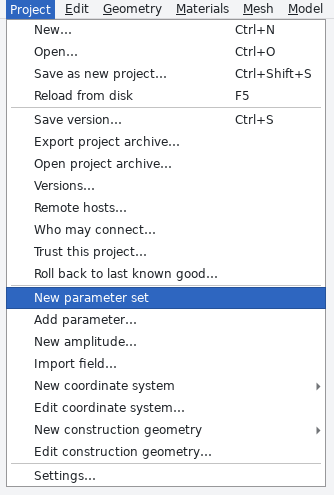 Project Edit Geometry Materials Mesh Model
New... Ctrl+N
Open... Ctrl+O
Save as new project... Ctrl+Shift+S
Reload from disk F5
Save version... Ctrl+S
Export project archive...
Open project archive...
Versions...
Remote hosts...
Who may connect...
Trust this project...
Roll back to last known good...
New parameter set
Add parameter...
New amplitude...
Import field...
New coordinate system
Edit coordinate system...
New construction geometry
Edit construction geometry...
Settings...